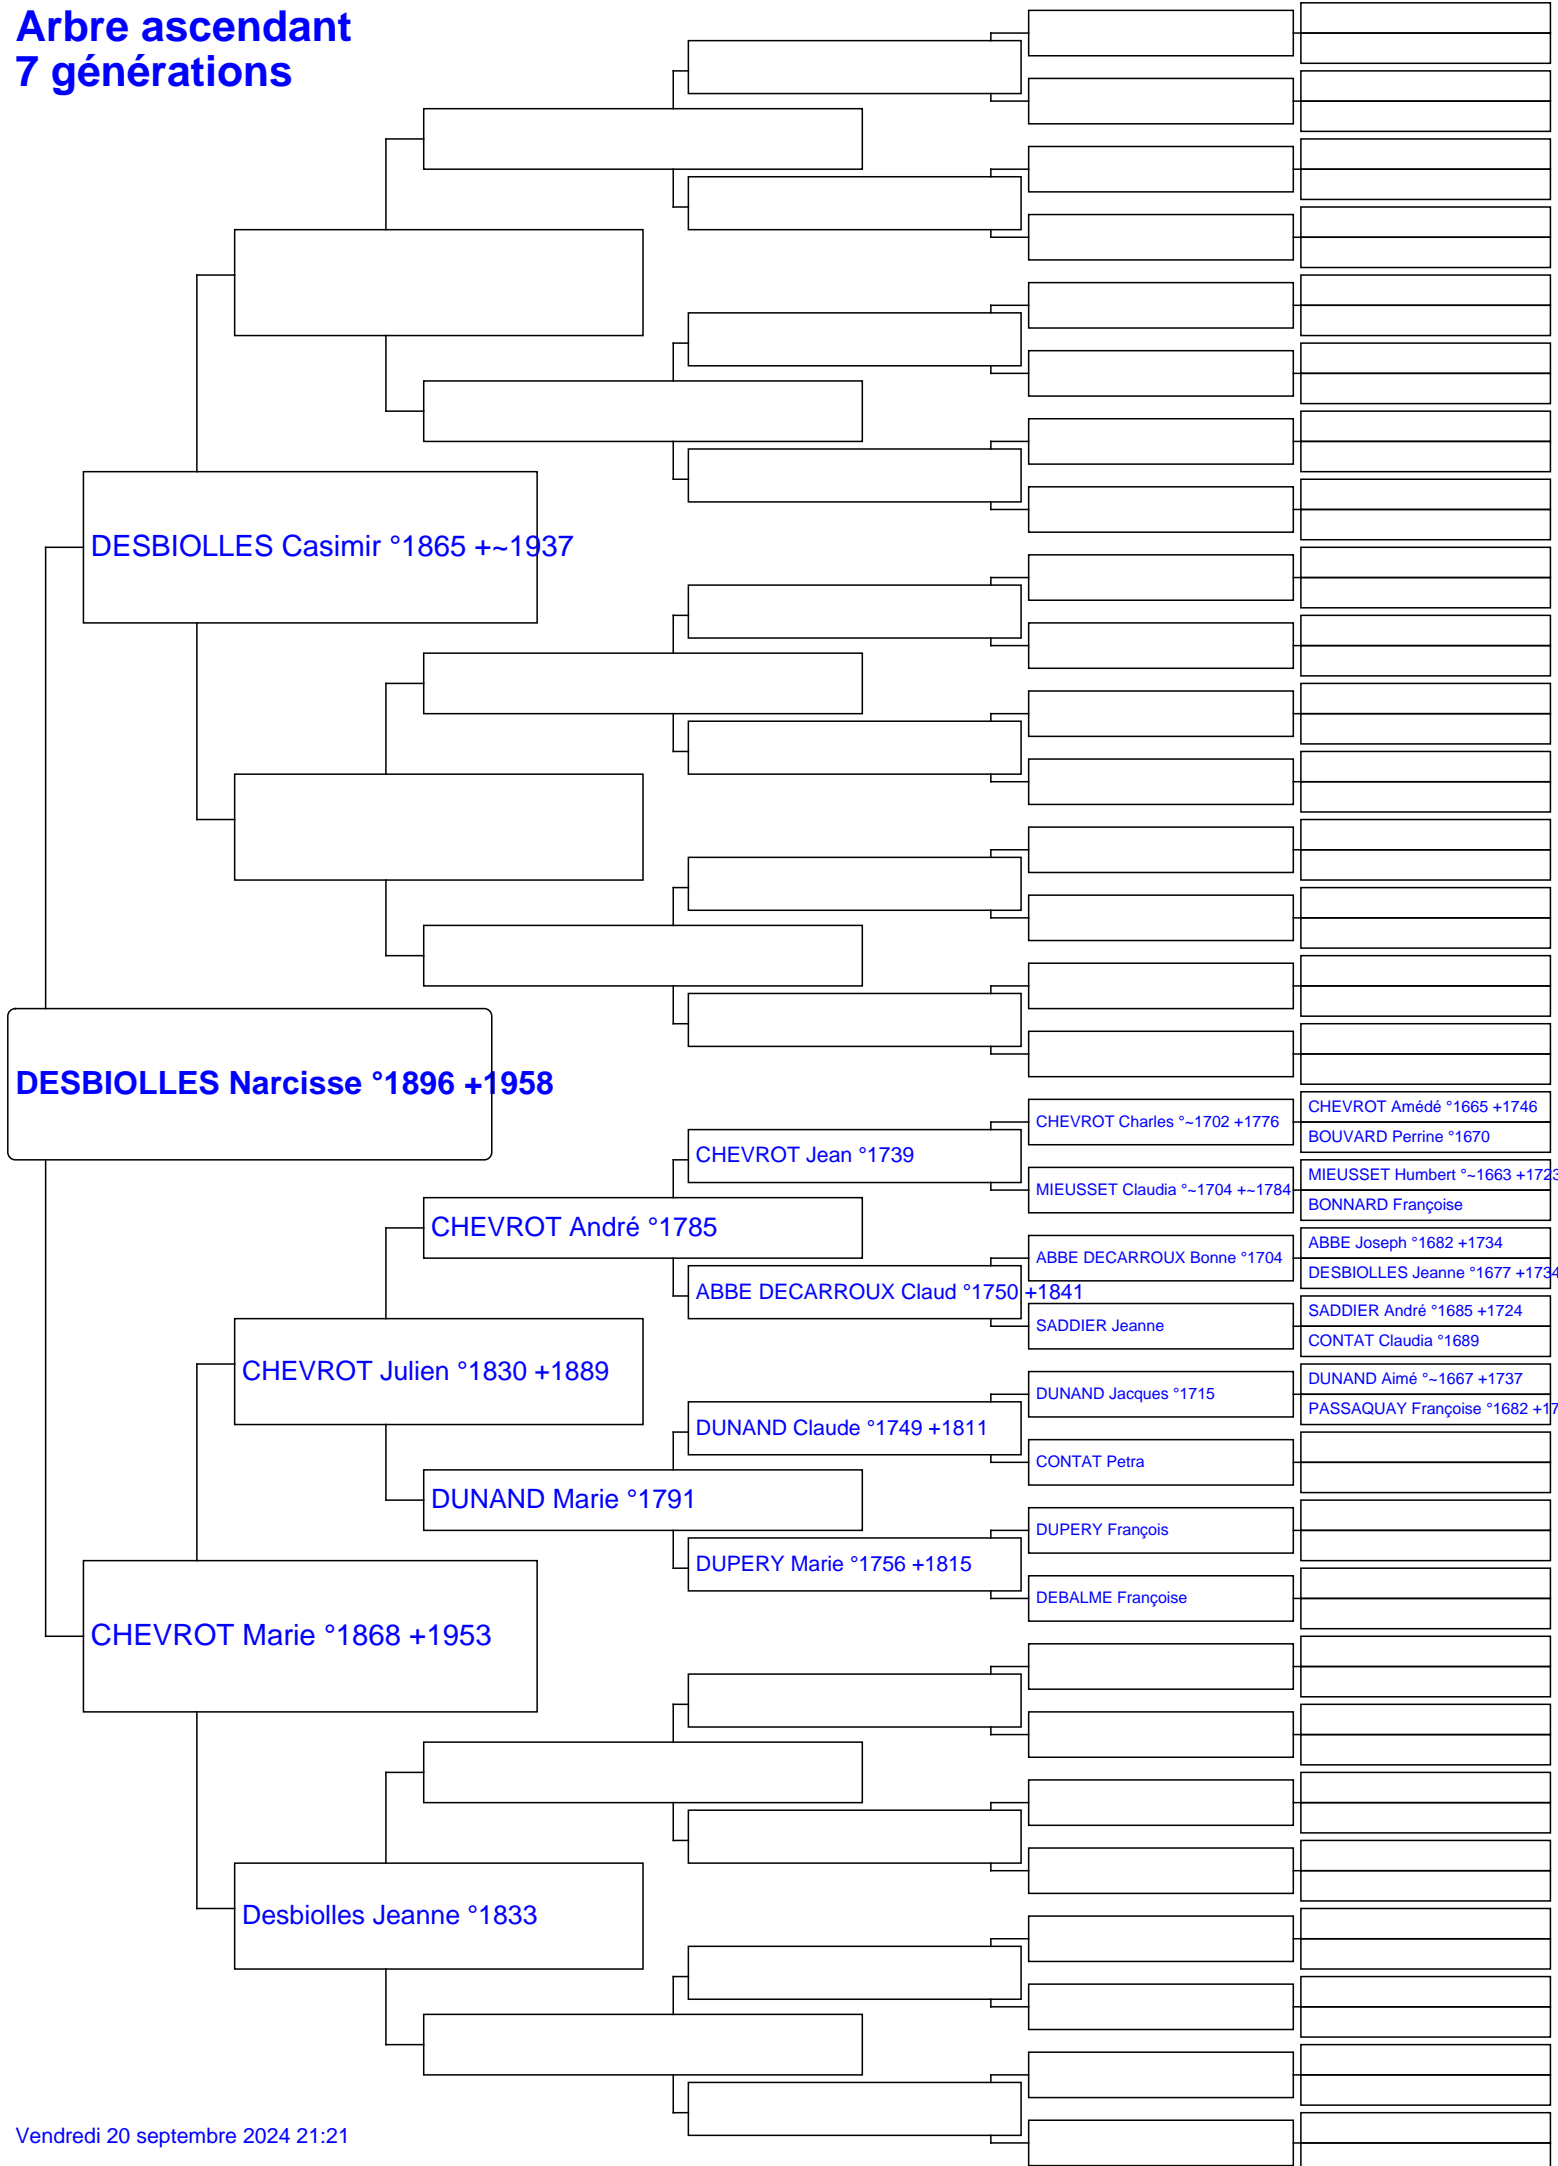 Arbre ascendant
7 générations
DESBIOLLES Casimir °1865 +~1937
DESBIOLLES Narcisse °1896 +1958
CHEVROT Amédé °1665 +1746
CHEVROT Charles °~1702 +1776
BOUVARD Perrine °1670
CHEVROT Jean °1739
MIEUSSET Humbert °~1663 +1723
MIEUSSET Claudia °~1704 +~1784
BONNARD Françoise
CHEVROT André °1785
ABBE Joseph °1682 +1734
ABBE DECARROUX Bonne °1704
DESBIOLLES Jeanne °1677 +1734
ABBE DECARROUX Claud °1750 +1841
SADDIER André °1685 +1724
SADDIER Jeanne
CONTAT Claudia °1689
CHEVROT Julien °1830 +1889
DUNAND Aimé °~1667 +1737
DUNAND Jacques °1715
PASSAQUAY Françoise °1682 +17
DUNAND Claude °1749 +1811
CONTAT Petra
DUNAND Marie °1791
DUPERY François
DUPERY Marie °1756 +1815
DEBALME Françoise
CHEVROT Marie °1868 +1953
Desbiolles Jeanne °1833
Vendredi 20 septembre 2024 21:21